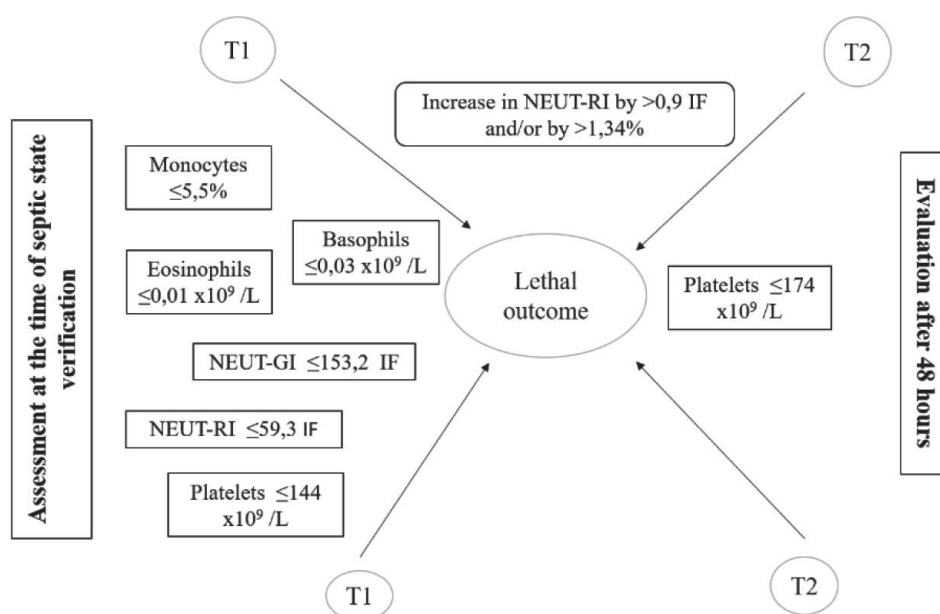 T1
T2
Increase in NEUT-RI by >0,9 IF
and/or by >1,34%
Assessment at the time of septic state
verification
Monocytes
≤5,5%
Basophils
≤0,03 x10⁹ /L
Eosinophils
≤0,01 x10⁹ /L
Lethal
outcome
Platelets ≤174
x10⁹ /L
Evaluation after 48 hours
NEUT-GI ≤153,2 IF
NEUT-RI ≤59,3 IF
Platelets ≤144
x10⁹ /L
T1
T2